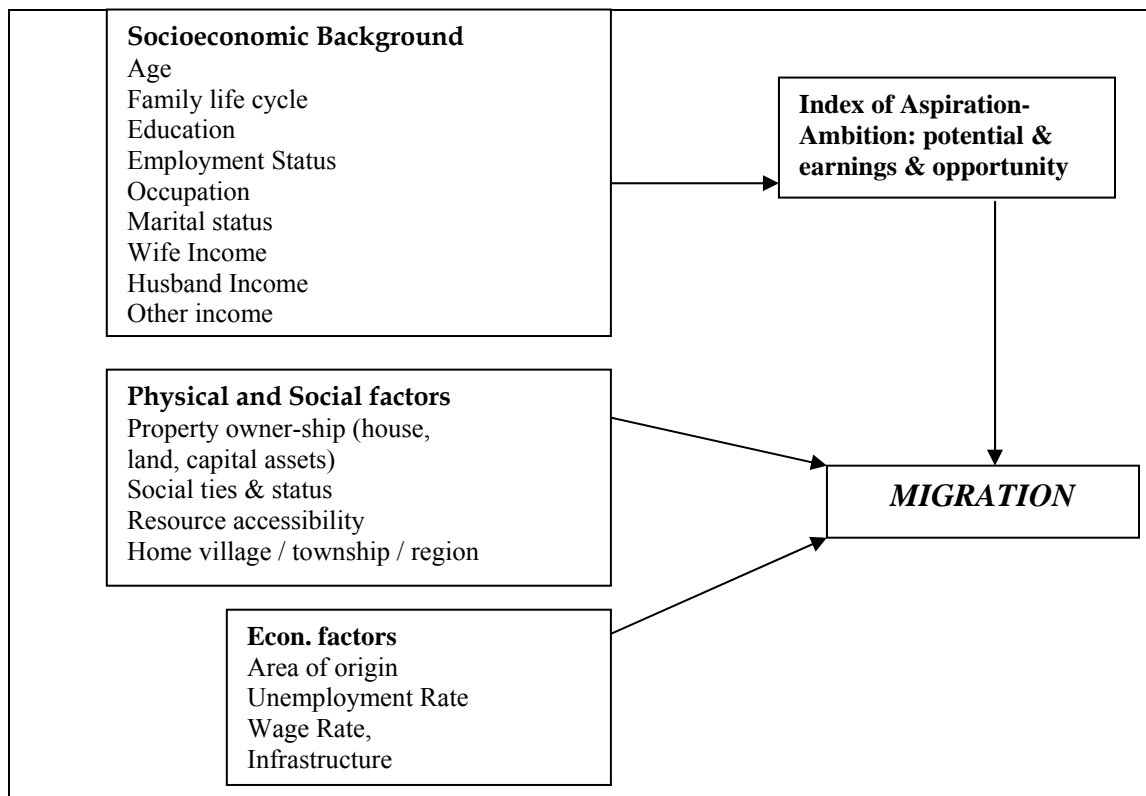 Socioeconomic Background
Age
Family life cycle
Education
Employment Status
Occupation
Marital status
Wife Income
Husband Income
Other income
Index of Aspiration-
Ambition: potential &
earnings & opportunity
Physical and Social factors
Property owner-ship (house,
land, capital assets)
Social ties & status
Resource accessibility
Home village / township / region
MIGRATION
Econ. factors
Area of origin
Unemployment Rate
Wage Rate,
Infrastructure